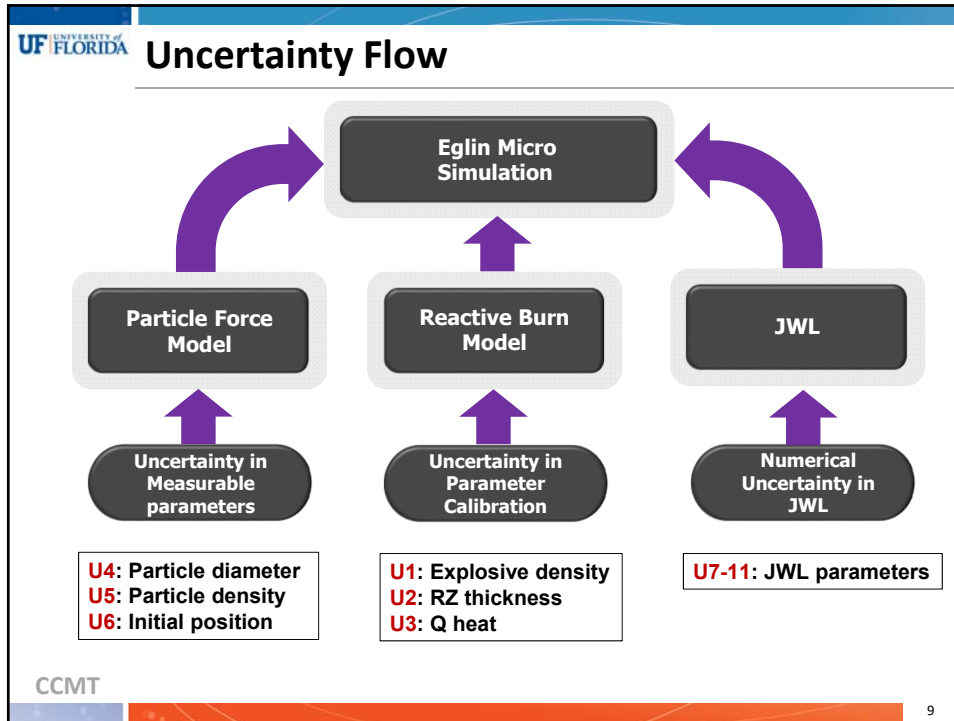 UF UNIVERSITY of FLORIDA
Uncertainty Flow
Eglin Micro
Simulation
Particle Force
Model
Reactive Burn
Model
JWL
Uncertainty in
Measurable
parameters
Uncertainty in
Parameter
Calibration
Numerical
Uncertainty in
JWL
U4: Particle diameter
U5: Particle density
U6: Initial position
U1: Explosive density
U2: RZ thickness
U3: Q heat
U7-11: JWL parameters
CCMT
9